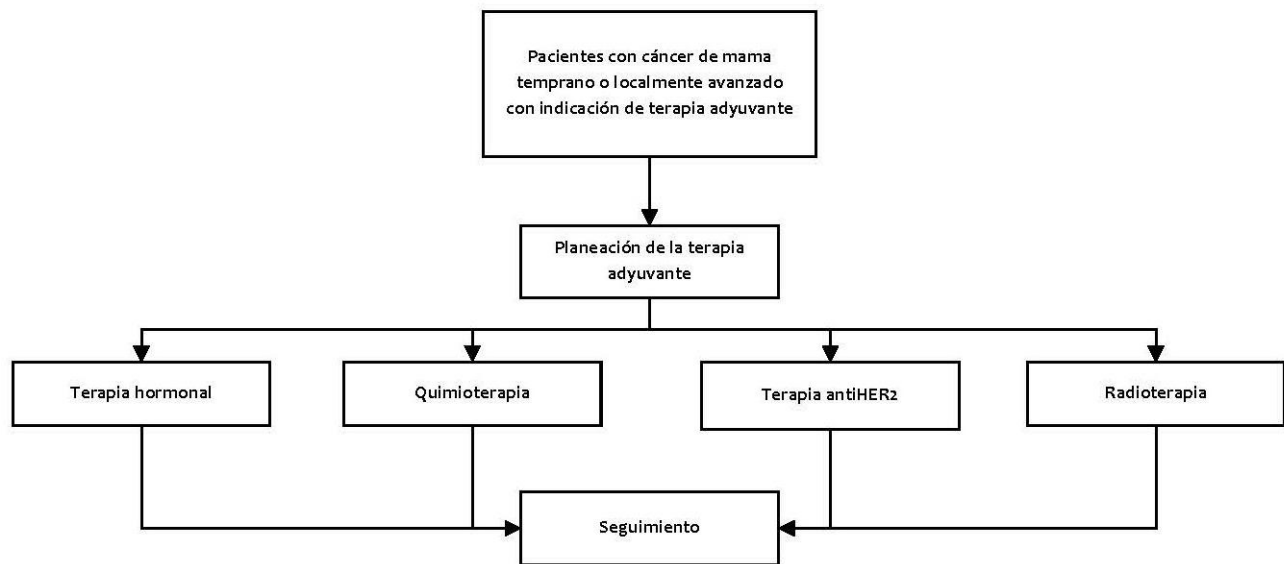 Pacientes con cáncer de mama
temprano o localmente avanzado
con indicación de terapia adyuvante
Planeación de la terapia
adyuvante
Terapia hormonal
Quimioterapia
Terapia antiHER2
Radioterapia
Seguimiento